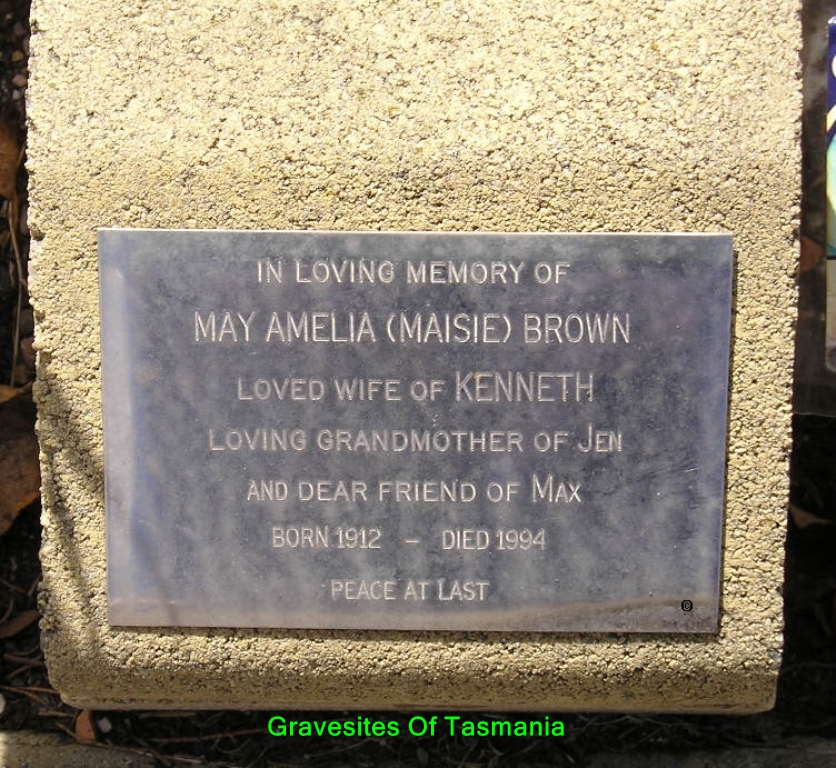 IN LOVING MEMORY OF
MAY AMELIA (MAISIE) BROWN
LOVED WIFE OF KENNETH
LOVING GRANDMOTHER OF JEN
AND DEAR FRIEND OF MAX
BORN 1912 – DIED 1994
PEACE AT LAST
©
Gravesites Of Tasmania